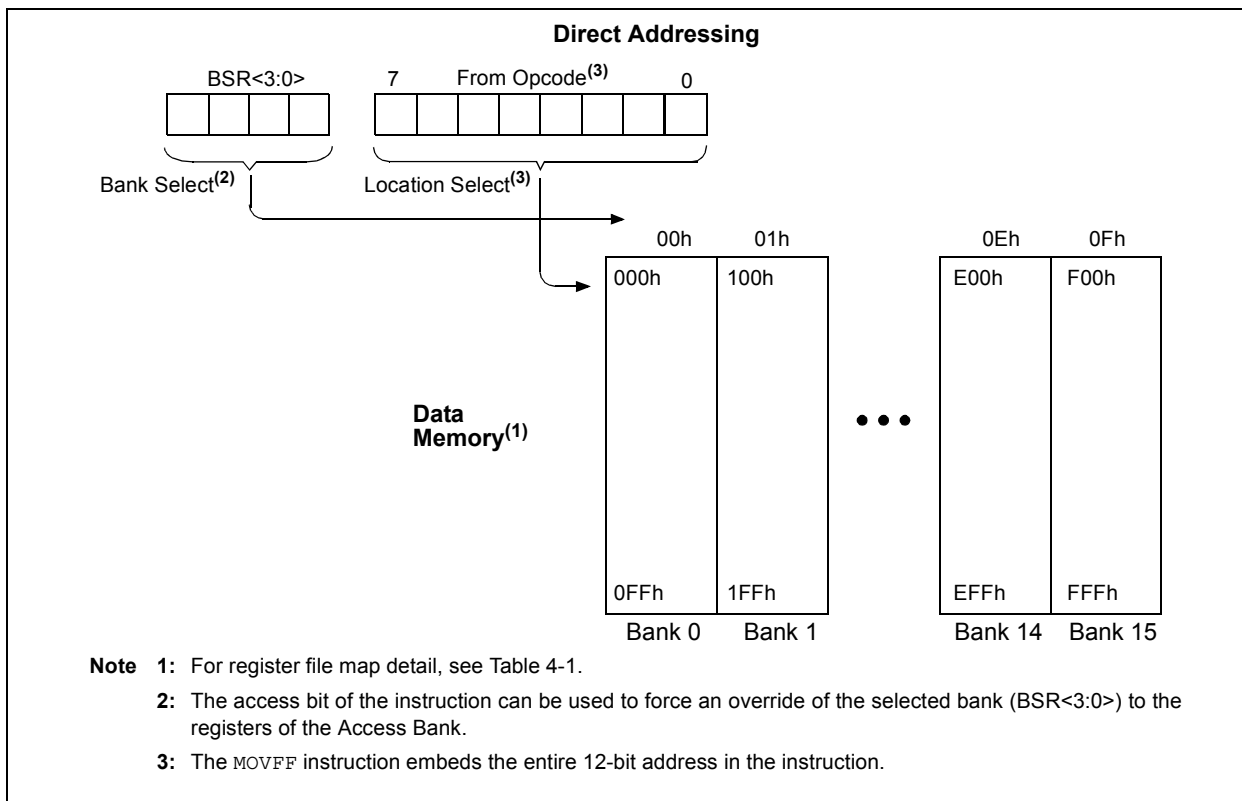 Direct Addressing
BSR<3:0>
7 From Opcode(3) 0
Bank Select(2)
Location Select(3)
00h 01h 0Eh 0Fh
000h 100h E00h F00h
Data
Memory(1)
0FFh 1FFh EFFh FFFh
Bank 0 Bank 1 Bank 14 Bank 15
Note 1: For register file map detail, see Table 4-1.
2: The access bit of the instruction can be used to force an override of the selected bank (BSR<3:0>) to the
registers of the Access Bank.
3: The MOVFF instruction embeds the entire 12-bit address in the instruction.